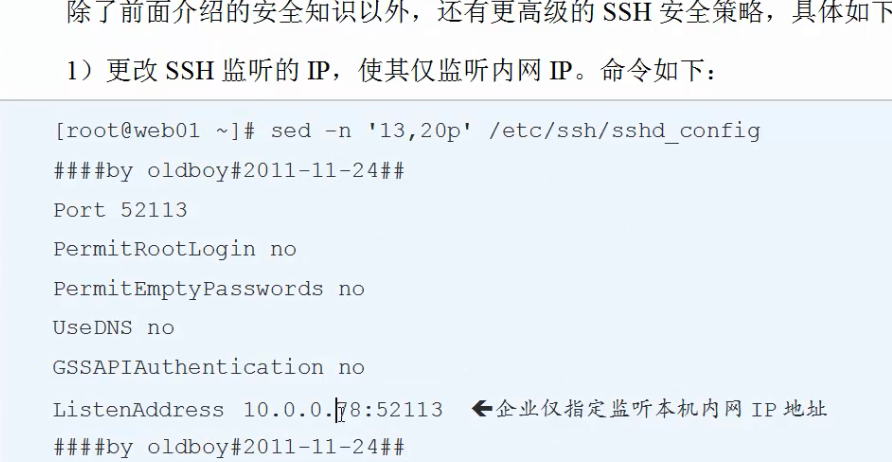 除了前面介绍的安全知识以外，还有更高级的 SSH 安全策略，具体如下
1）更改 SSH 监听的 IP，使其仅监听内网 IP。命令如下：
[root@web01 ~]# sed -n '13,20p' /etc/ssh/sshd_config
####by oldboy#2011-11-24##
Port 52113
PermitRootLogin no
PermitEmptyPasswords no
UseDNS no
GSSAPIAuthentication no
ListenAddress 10.0.0.78:52113 ←企业仅指定监听本机内网 IP 地址
####by oldboy#2011-11-24##